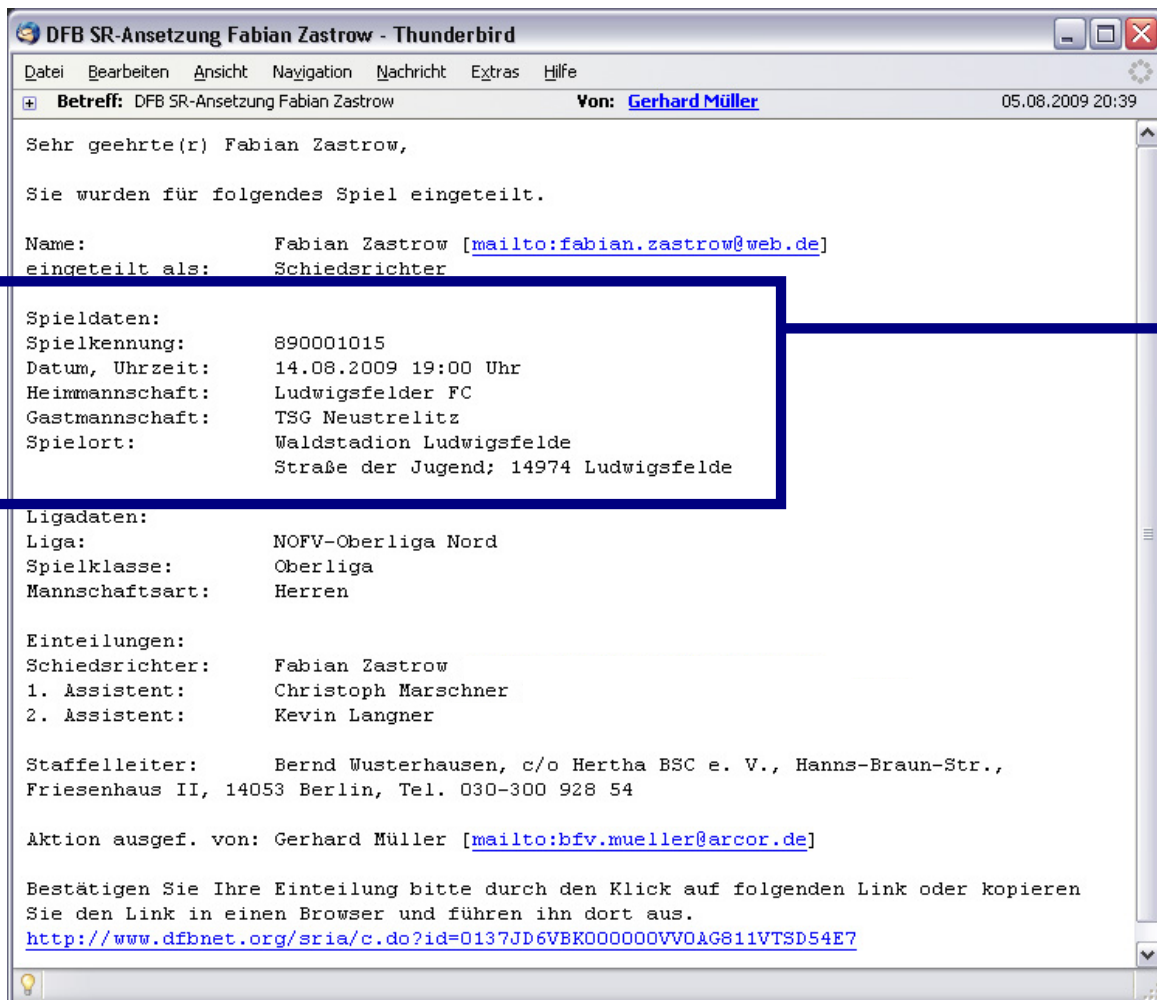 DFB SR-Ansetzung Fabian Zastrow - Thunderbird
Datei Bearbeiten Ansicht Navigation Nachricht Extras Hilfe
Betreff: DFB SR-Ansetzung Fabian Zastrow Von: Gerhard Müller 05.08.2009 20:39
Sehr geehrte(r) Fabian Zastrow,
Sie wurden für folgendes Spiel eingeteilt.
Name: Fabian Zastrow [mailto:fabian.zastrow@web.de]
eingeteilt als: Schiedsrichter
Spieldaten:
Spielkennung: 890001015
Datum, Uhrzeit: 14.08.2009 19:00 Uhr
Heimmannschaft: Ludwigsfelder FC
Gastmannschaft: TSG Neustrelitz
Spielort: Waldstadion Ludwigsfelde
Straße der Jugend; 14974 Ludwigsfelde
Ligadaten:
Liga: NOFV-Oberliga Nord
Spielklasse: Oberliga
Mannschaftsart: Herren
Einteilungen:
Schiedsrichter: Fabian Zastrow
1. Assistent: Christoph Marschner
2. Assistent: Kevin Langner
Staffelleiter: Bernd Wusterhausen, c/o Hertha BSC e. V., Hanns-Braun-Str.,
Friesenhaus II, 14053 Berlin, Tel. 030-300 928 54
Aktion ausgef. von: Gerhard Müller [mailto:bfv.mueller@arcor.de]
Bestätigen Sie Ihre Einteilung bitte durch den Klick auf folgenden Link oder kopieren
Sie den Link in einen Browser und führen ihn dort aus.
http://www.dfbnet.org/sria/c.do?id=0137JD6VBK000000VV0AG811VTSD54E7